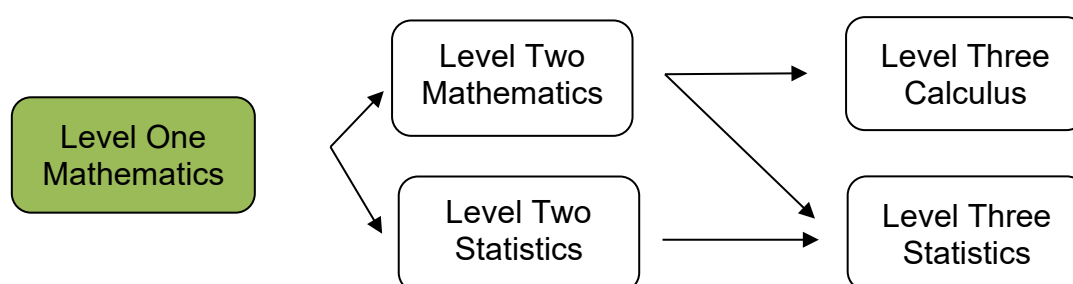 Level One
Mathematics
Level Two
Mathematics
Level Two
Statistics
Level Three
Calculus
Level Three
Statistics